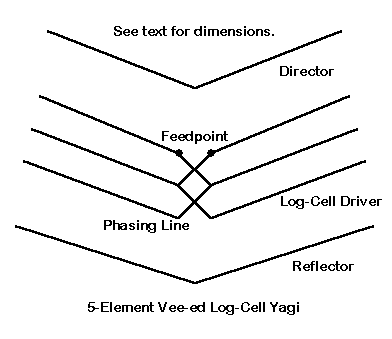 See text for dimensions.
Director
Feedpoint
Log-Cell Driver
Phasing Line
Reflector
5-Element Vee-ed Log-Cell Yagi